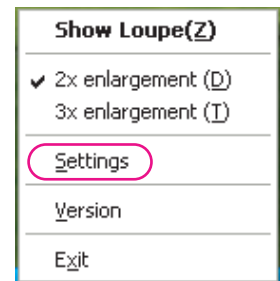 Show Loupe(Z)
2x enlargement (D)
3x enlargement (T)
Settings
Version
Exit